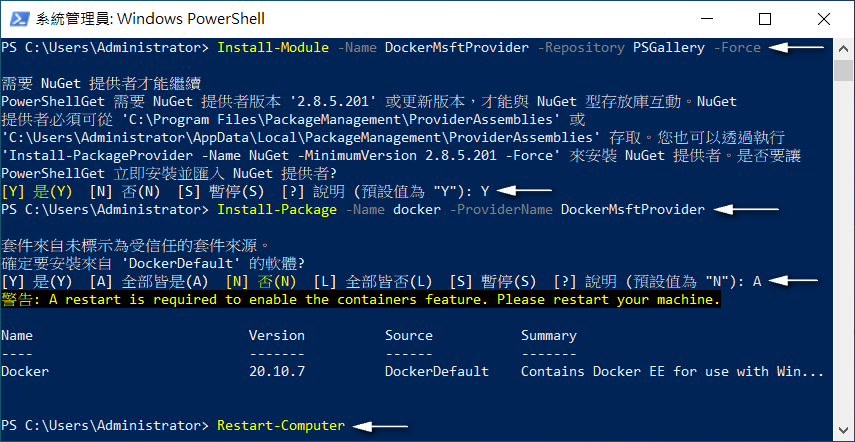 系統管理員: Windows PowerShell
PS C:\Users\Administrator> Install-Module -Name DockerMsftProvider -Repository PSGallery -Force
需要 NuGet 提供者才能繼續
PowerShellGet 需要 NuGet 提供者版本 '2.8.5.201' 或更新版本，才能與 NuGet 型存放庫互動。NuGet
提供者必須可從 'C:\Program Files\PackageManagement\ProviderAssemblies' 或
'C:\Users\Administrator\AppData\Local\PackageManagement\ProviderAssemblies' 存取。您也可以透過執行
'Install-PackageProvider -Name NuGet -MinimumVersion 2.8.5.201 -Force' 來安裝 NuGet 提供者。是否要讓
PowerShellGet 立即安裝並匯入 NuGet 提供者?
[Y] 是(Y)  [N] 否(N)  [S] 暫停(S)  [?] 說明 (預設值為 "Y"): Y
PS C:\Users\Administrator> Install-Package -Name docker -ProviderName DockerMsftProvider
套件來自未標示為受信任的套件來源。
確定要安裝來自 'DockerDefault' 的軟體?
[Y] 是(Y)  [A] 全部皆是(A)  [N] 否(N)  [L] 全部皆否(L)  [S] 暫停(S)  [?] 說明 (預設值為 "N"): A
警告: A restart is required to enable the containers feature. Please restart your machine.
Name                           Version          Source           Summary
----                           -------          ------           -------
Docker                         20.10.7          DockerDefault    Contains Docker EE for use with Win...
PS C:\Users\Administrator> Restart-Computer